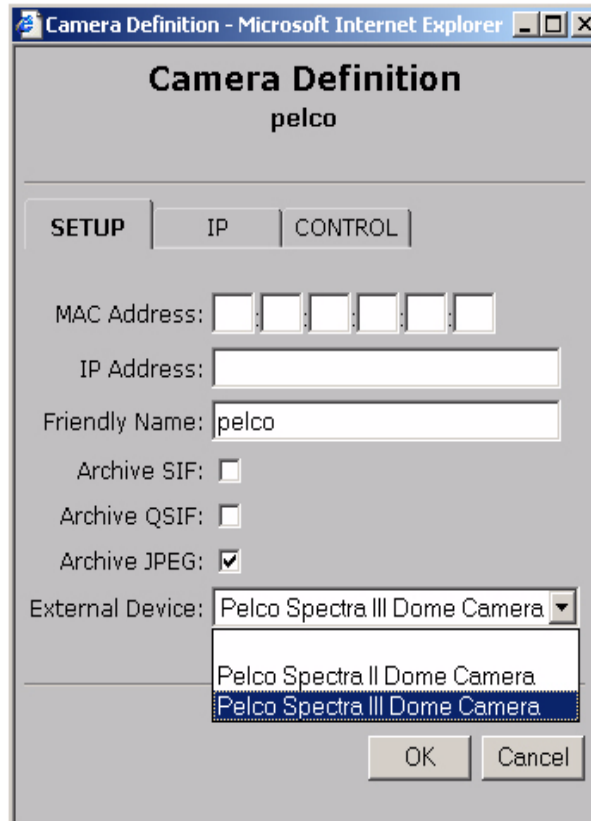 Camera Definition - Microsoft Internet Explorer
Camera Definition
pelco
SETUP IP CONTROL
MAC Address: : : : : :
IP Address:
Friendly Name: pelco
Archive SIF:
Archive QSIF:
Archive JPEG:
External Device: Pelco Spectra III Dome Camera
Pelco Spectra II Dome Camera
Pelco Spectra III Dome Camera
OK Cancel